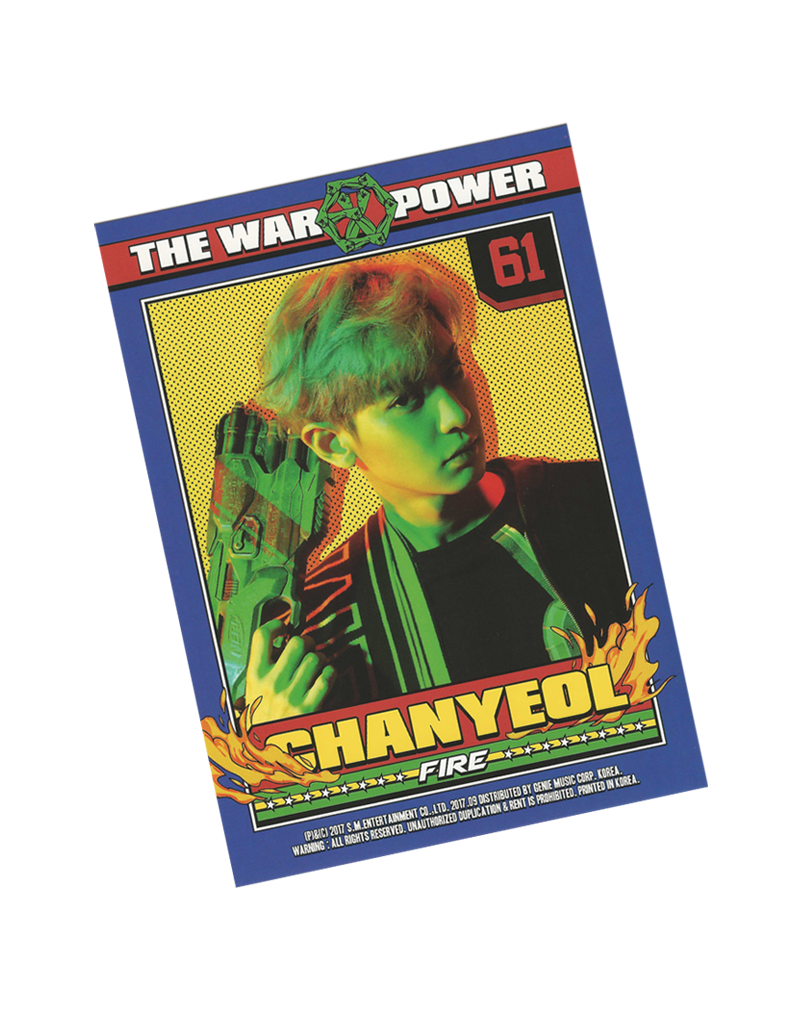 THE WAR POWER
61
CHANYEOL
FIRE
(P)&(C) 2017 S.M.ENTERTAINMENT CO.,LTD. 2017.09 DISTRIBUTED BY GENIE MUSIC CORP. KOREA.
WARNING : ALL RIGHTS RESERVED. UNAUTHORIZED DUPLICATION & RENT IS PROHIBITED. PRINTED IN KOREA.